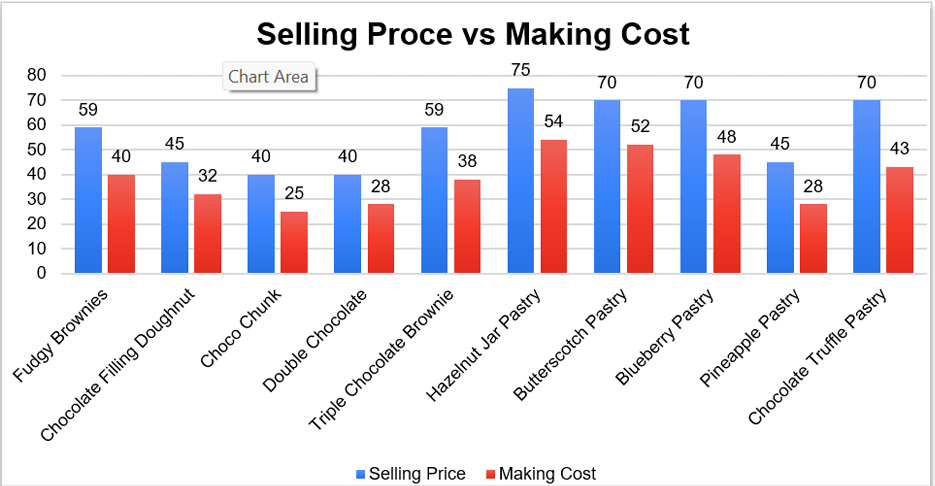 Selling Proce vs Making Cost
Chart Area
80
70
60
50
40
30
20
10
0
59
40
45
32
40
25
40
28
59
38
75
54
70
52
70
48
45
28
70
43
Fudgy Brownies
Chocolate Filling Doughnut
Choco Chunk
Double Chocolate
Triple Chocolate Brownie
Hazelnut Jar Pastry
Butterscotch Pastry
Blueberry Pastry
Pineapple Pastry
Chocolate Truffle Pastry
Selling Price
Making Cost